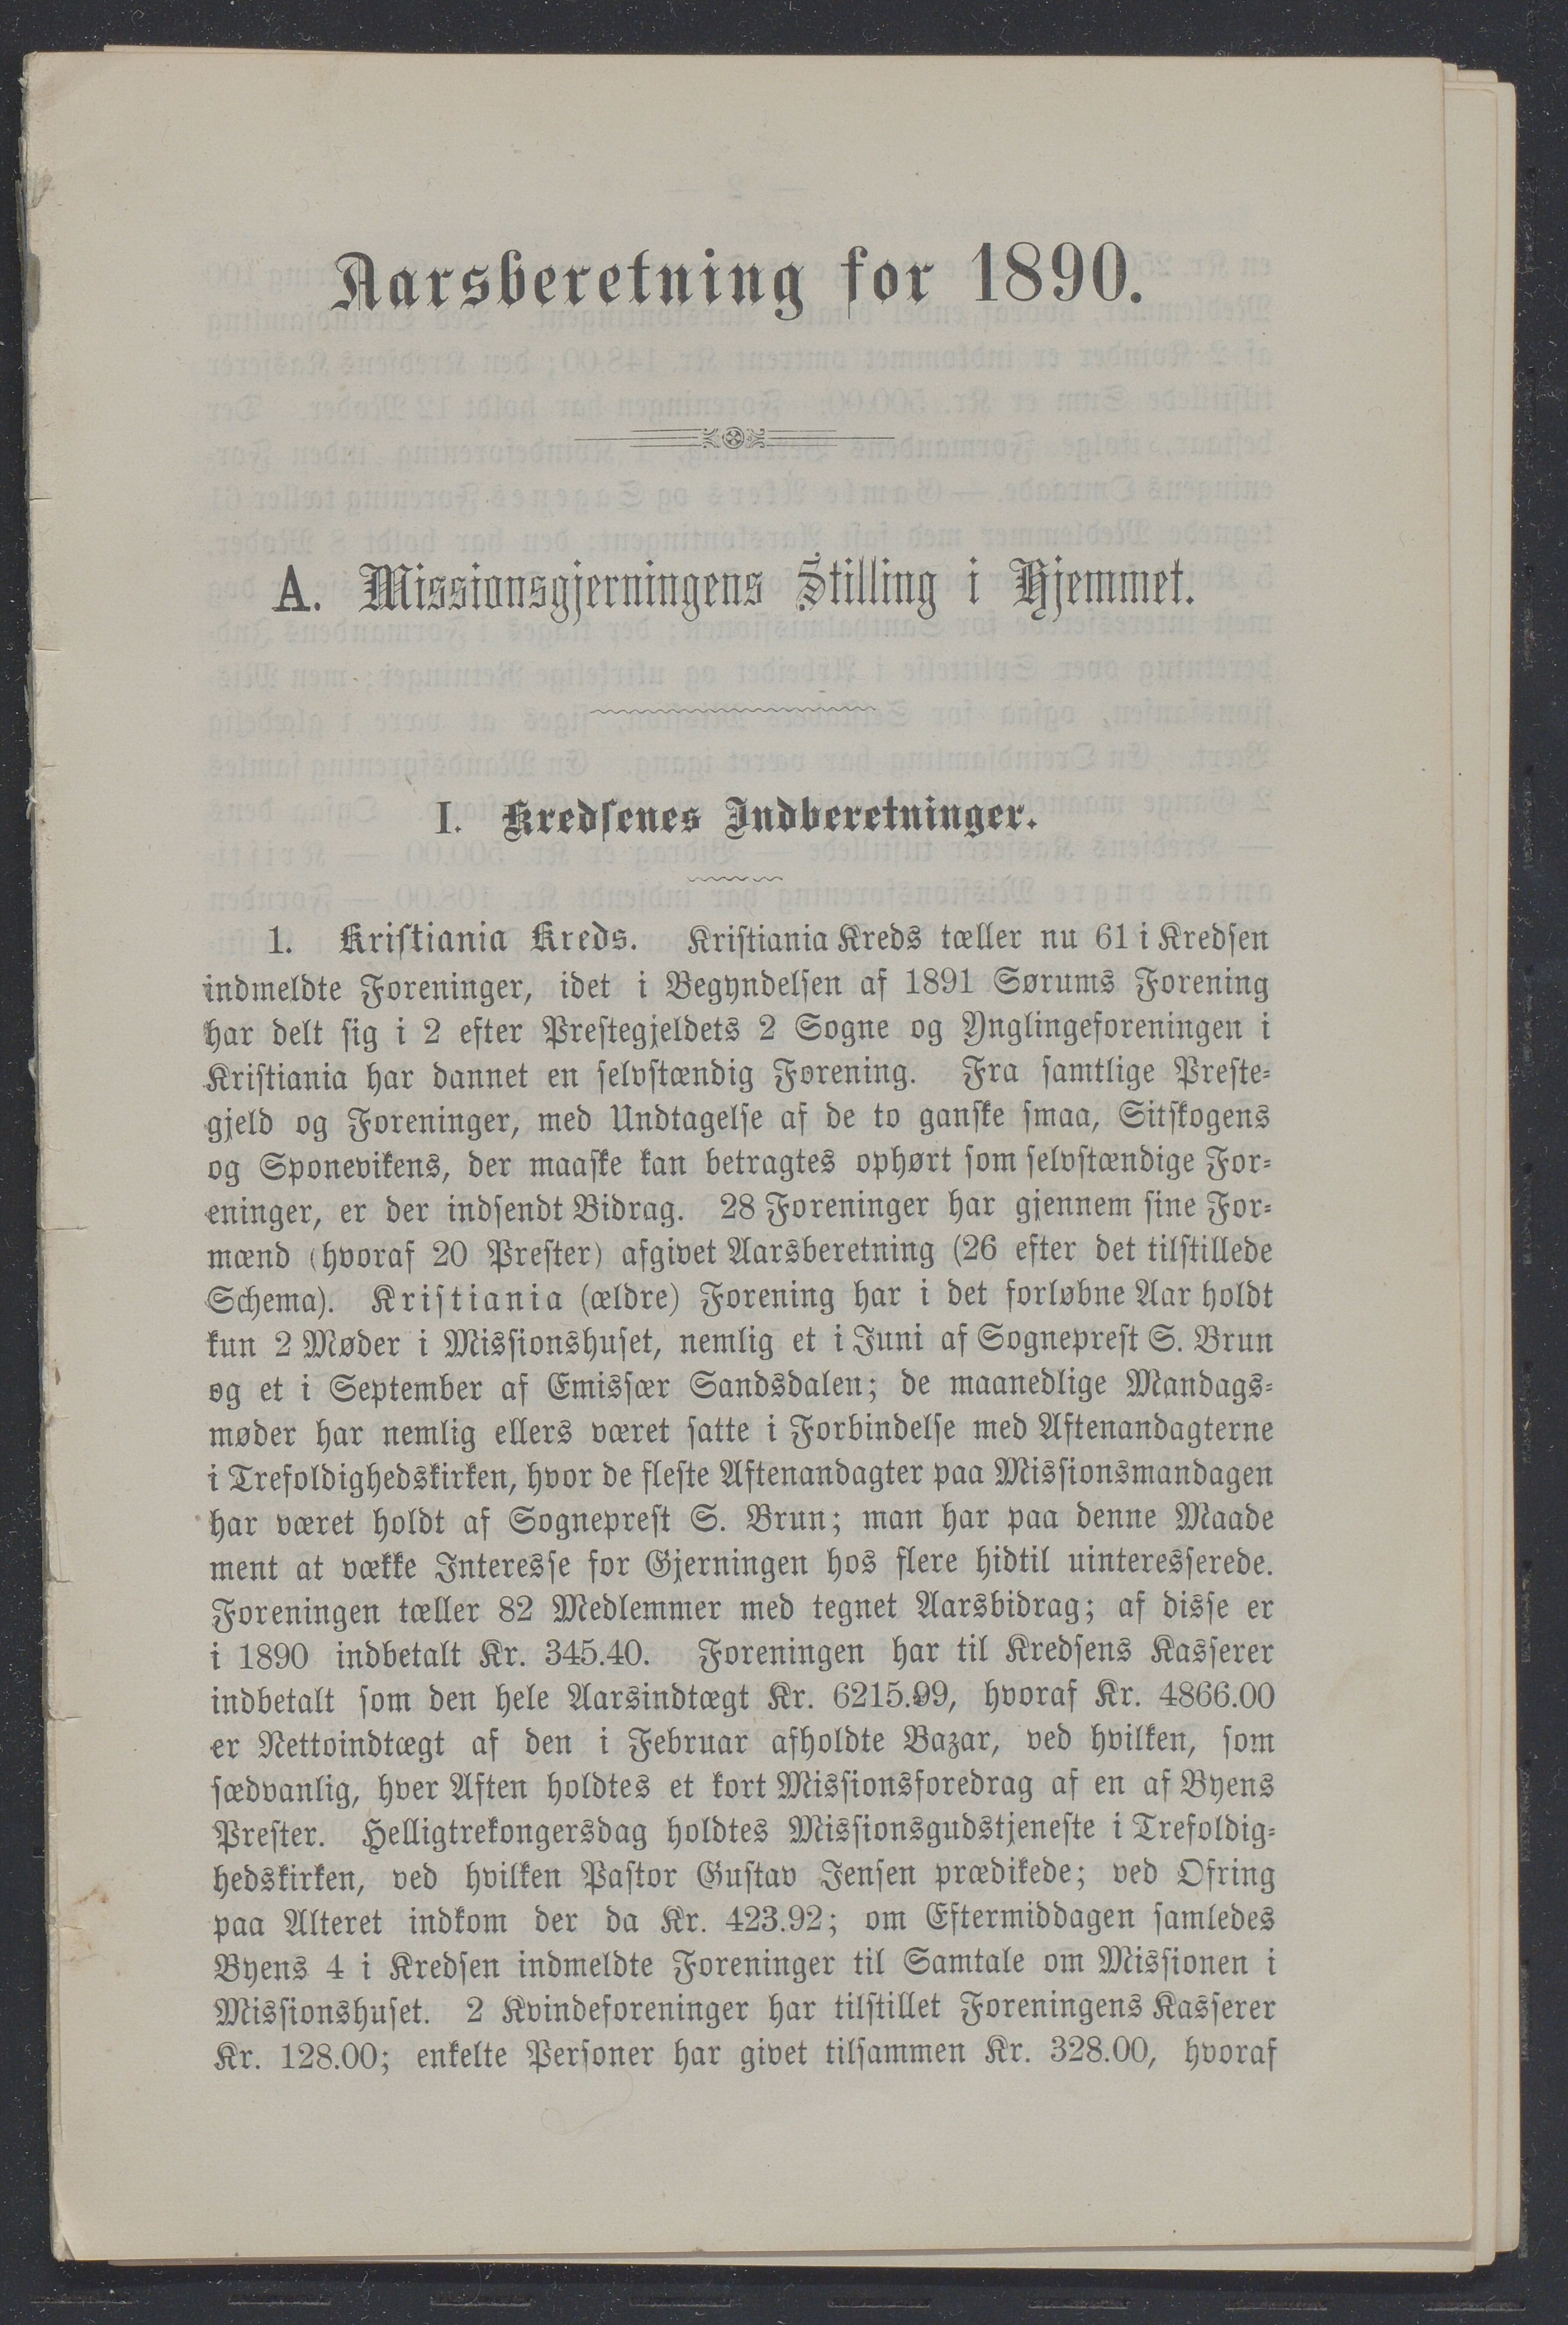 Aarsberetning for 1890.
A. Missionsgjerningens Stilling i Hjemmet.
I. Kredsenes Indberetninger.
1. Kristiania Kreds. Kristiania Kreds tæller nu 61 i Kredsen
indmeldte Foreninger, idet i Begyndelsen af 1891 Sørums Forening
har delt sig i 2 efter Prestegjeldets 2 Sogne og Ynglingeforeningen i
Kristiania har dannet en selvstændig Forening. Fra samtlige Preste-
gjeld og Foreninger, med Undtagelse af de to ganske smaa, Sitskogens
og Sponevikens, der maaske kan betragtes ophørt som selvstændige For-
eninger, er der indsendt Bidrag. 28 Foreninger har gjennem sine For-
mænd (hvoraf 20 Prester) afgivet Aarsberetning (26 efter det tilstillede
Schema). Kristiania (ældre) Forening har i det forløbne Aar holdt
kun 2 Møder i Missionshuset, nemlig et i Juni af Sogneprest S. Brun
og et i September af Emissær Sandsdalen; de maanedlige Mandags-
møder har nemlig ellers været satte i Forbindelse med Aftenandagterne
i Trefoldighedskirken, hvor de fleste Aftenandagter paa Missionsmandagen
har været holdt af Sogneprest S. Brun; man har paa denne Maade
ment at vække Interesse for Gjerningen hos flere hidtil uinteresserede.
Foreningen tæller 82 Medlemmer med tegnet Aarsbidrag; af disse er
i 1890 indbetalt Kr. 345.40. Foreningen har til Kredsens Kasserer
indbetalt som den hele Aarsindtægt Kr. 6215.99, hvoraf Kr. 4866.00
er Nettoindtægt af den i Februar afholdte Bazar, ved hvilken, som
sædvanlig, hver Aften holdtes et kort Missionsforedrag af en af Byens
Prester. Helligtrekongersdag holdtes Missionsgudstjeneste i Trefoldig-
hedskirken, ved hvilken Pastor Gustav Jensen prædikede; ved Ofring
paa Alteret indkom der da Kr. 423.92; om Eftermiddagen samledes
Byens 4 i Kredsen indmeldte Foreninger til Samtale om Missionen i
Missionshuset. 2 Kvindeforeninger har tilstillet Foreningens Kasserer
Kr. 128.00; enkelte Personer har givet tilsammen Kr. 328.00, hvoraf